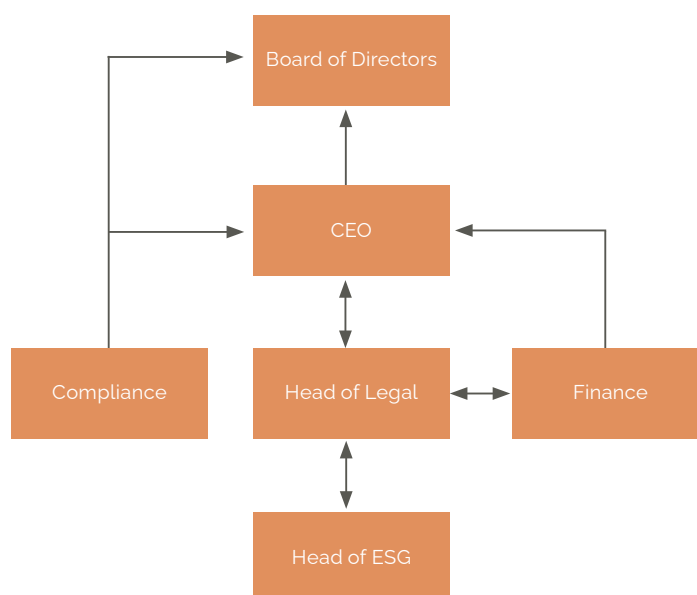 Board of Directors
CEO
Compliance
Head of Legal
Finance
Head of ESG